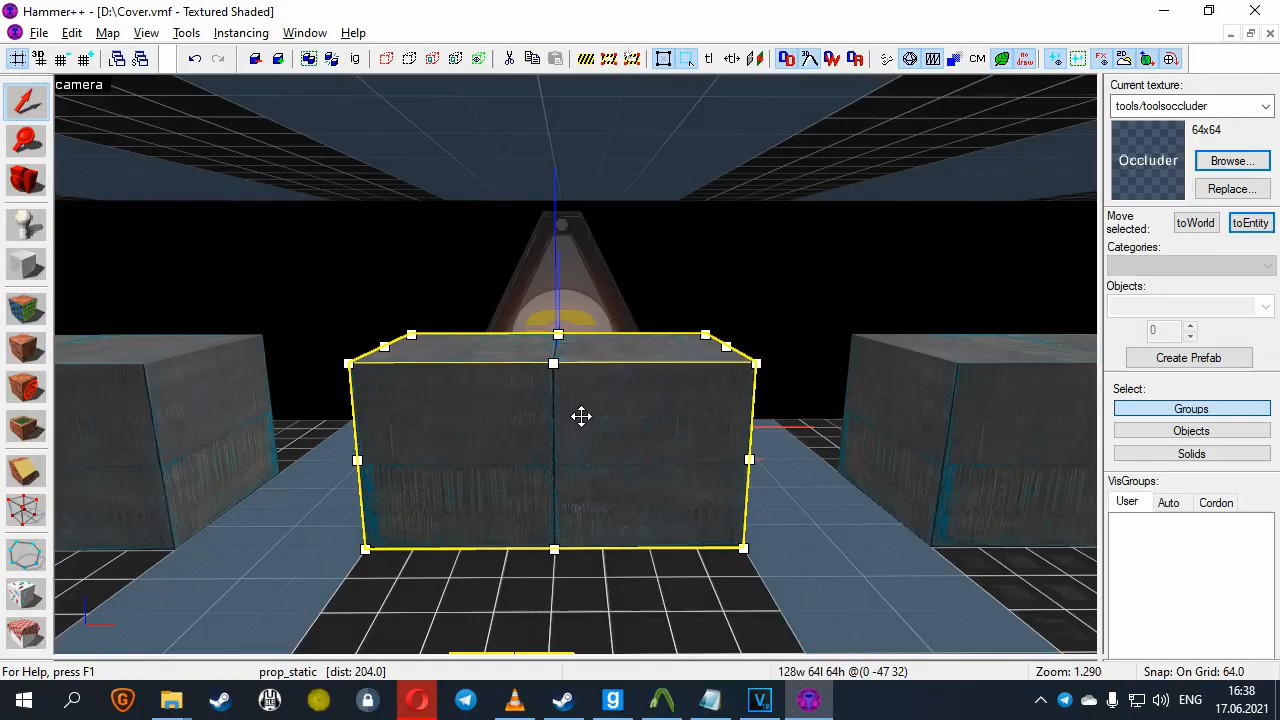 Hammer++ - [D:\Cover.vmf - Textured Shaded]
File Edit Map View Tools Instancing Window Help
camera
Current texture:
tools/toolsoccluder
Occluder
64x64
Browse...
Replace...
Move selected:
toWorld
toEntity
Categories:
Objects:
0
Create Prefab
Select:
Groups
Objects
Solids
VisGroups:
User Auto Cordon
For Help, press F1
prop_static [dist: 204.0]
128w 64l 64h @(0 -47 32)
Zoom: 1.290
Snap: On Grid: 64.0
ENG
16:38
17.06.2021